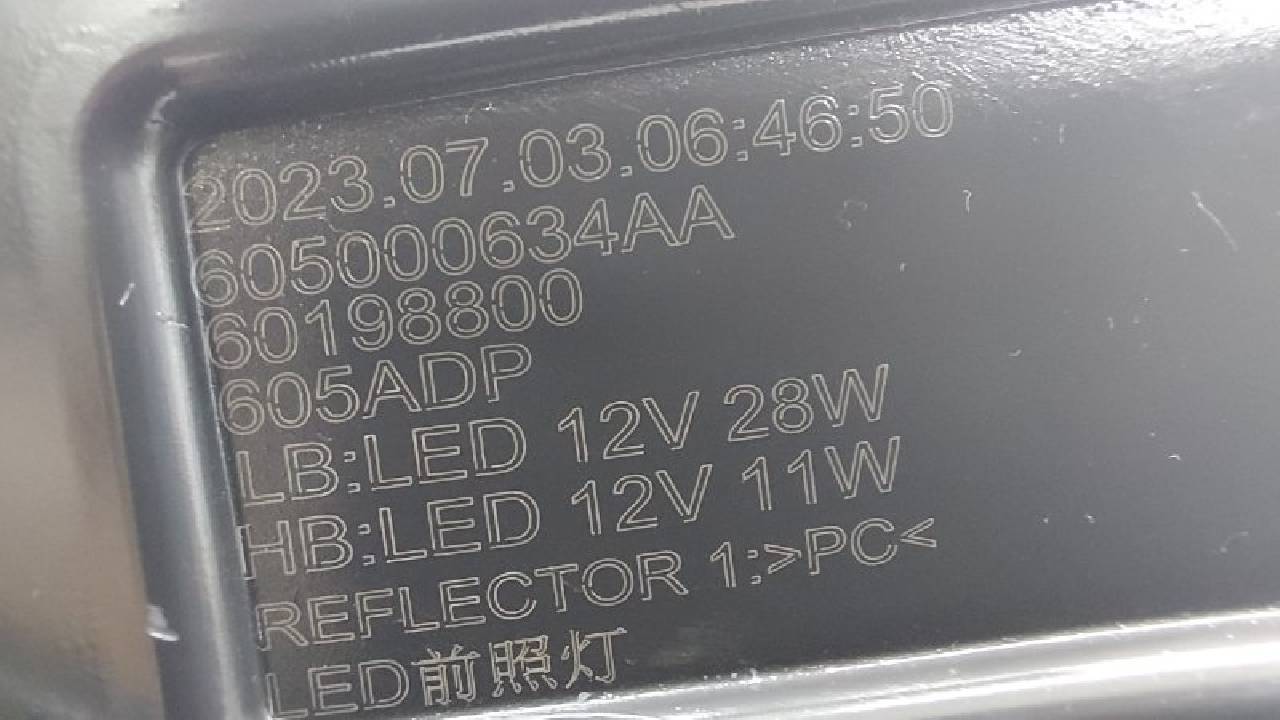 2023.07.03.06:46:50
605000634AA
60198800
605ADP
LB:LED 12V 28W
HB:LED 12V 11W
REFLECTOR 1:>PC<
LED前照灯